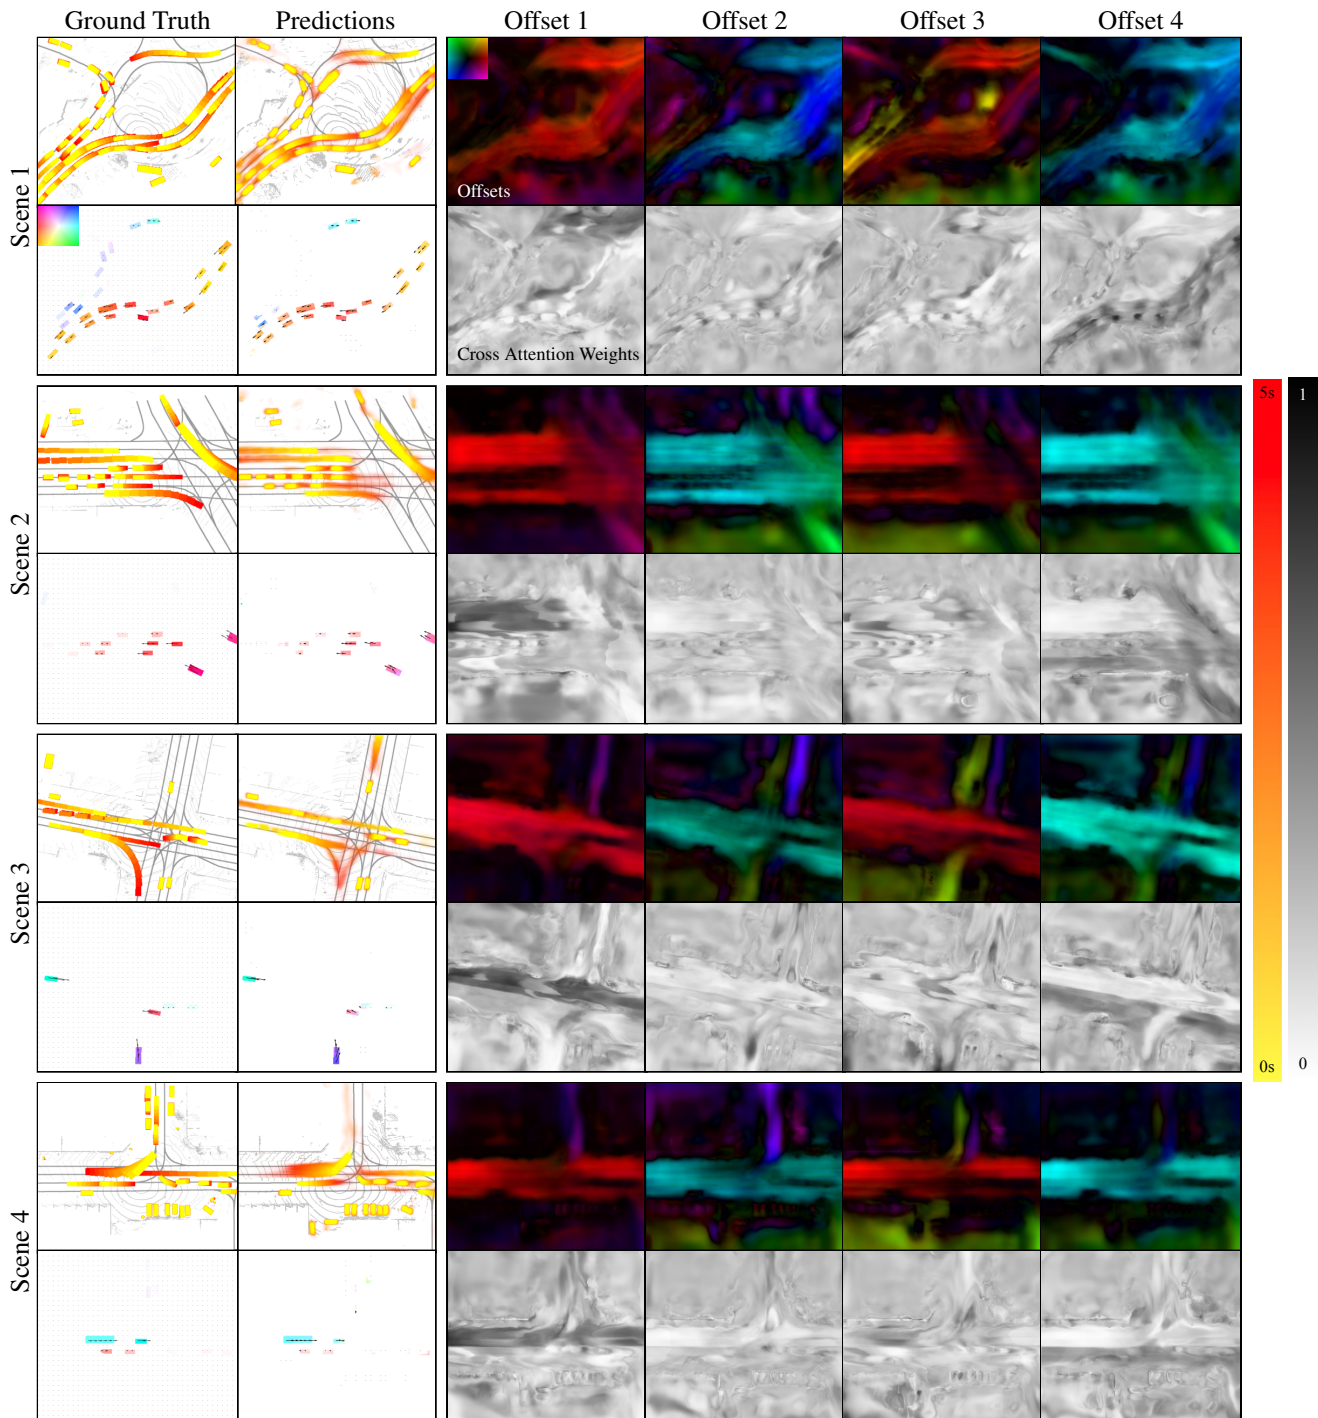 Ground Truth
Predictions
Offset 1
Offset 2
Offset 3
Offset 4
Scene 1
Offsets
Cross Attention Weights
Scene 2
5s
1
Scene 3
0s
0
Scene 4